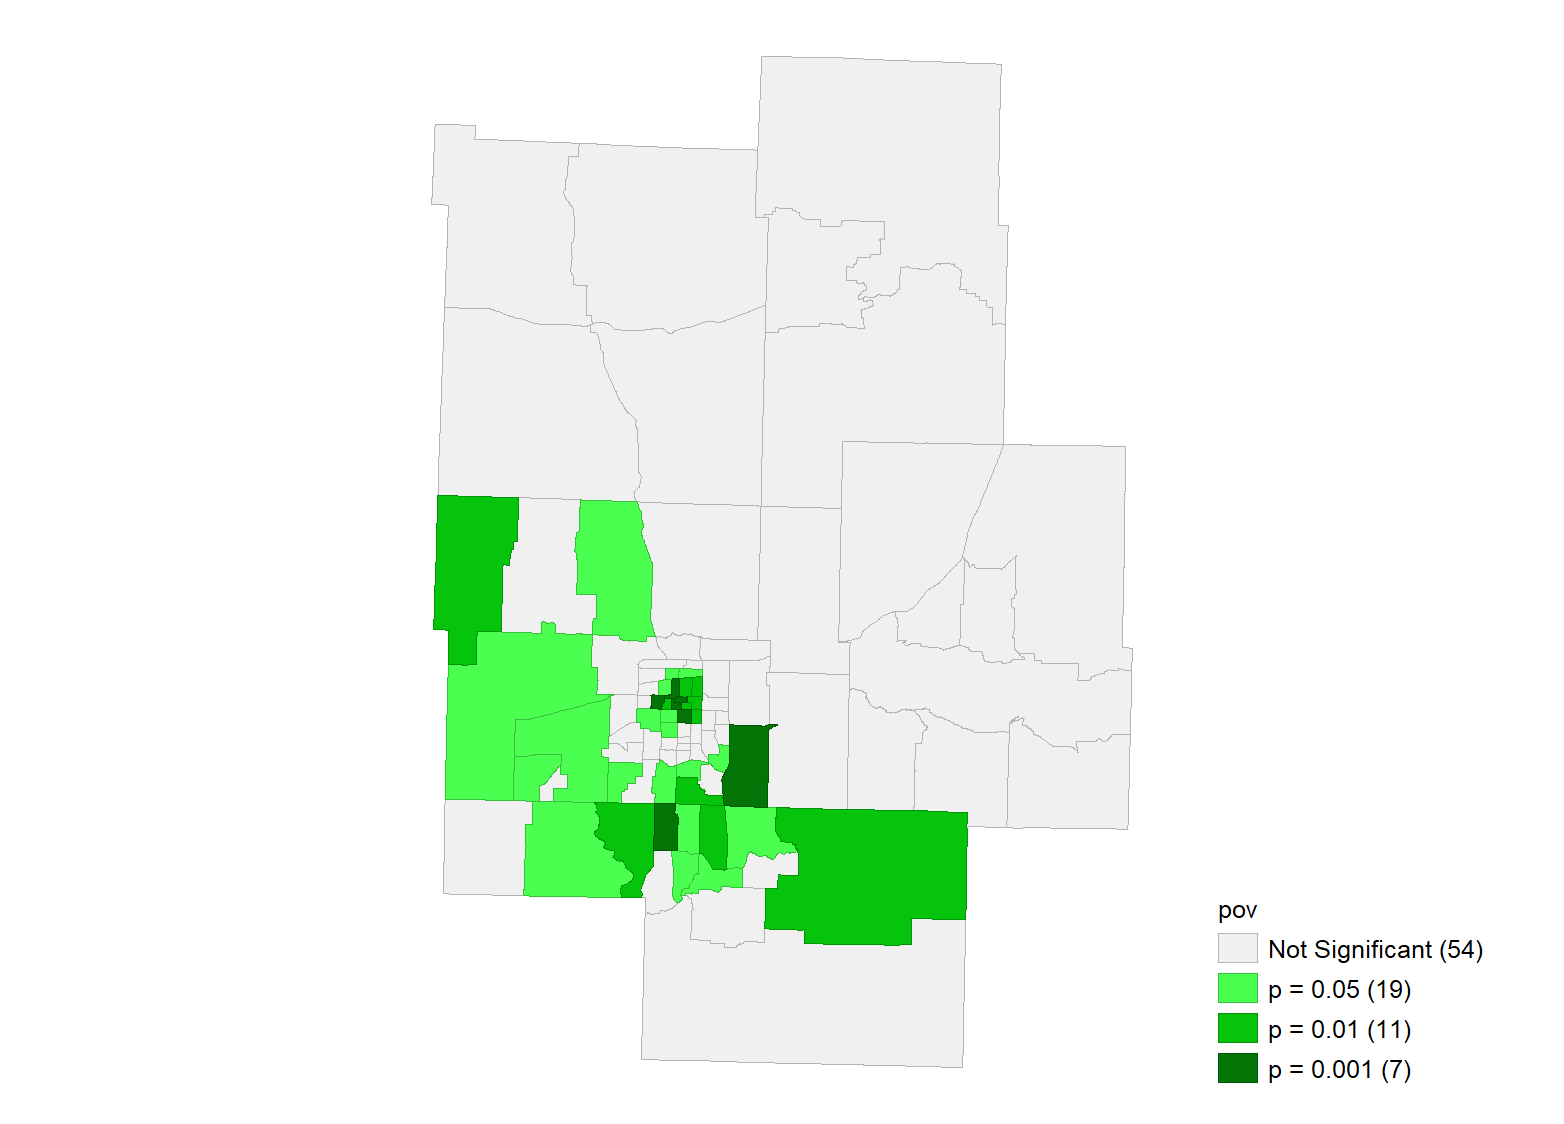 pov
Not Significant (54)
p = 0.05 (19)
p = 0.01 (11)
p = 0.001 (7)